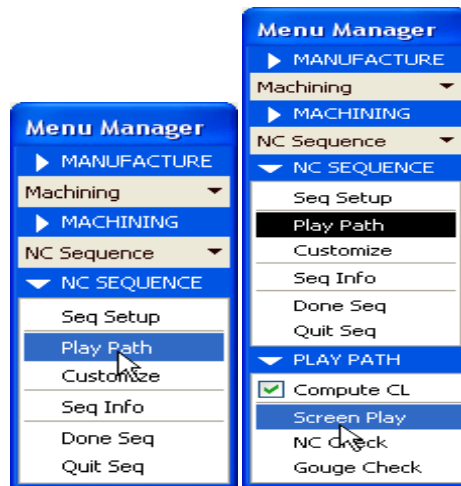 Menu Manager
MANUFACTURE
Machining
MACHINING
NC Sequence
NC SEQUENCE
Seq Setup
Play Path
Customize
Seq Info
Done Seq
Quit Seq
Menu Manager
MANUFACTURE
Machining
MACHINING
NC Sequence
NC SEQUENCE
Seq Setup
Play Path
Customize
Seq Info
Done Seq
Quit Seq
PLAY PATH
Compute CL
Screen Play
NC Check
Gouge Check